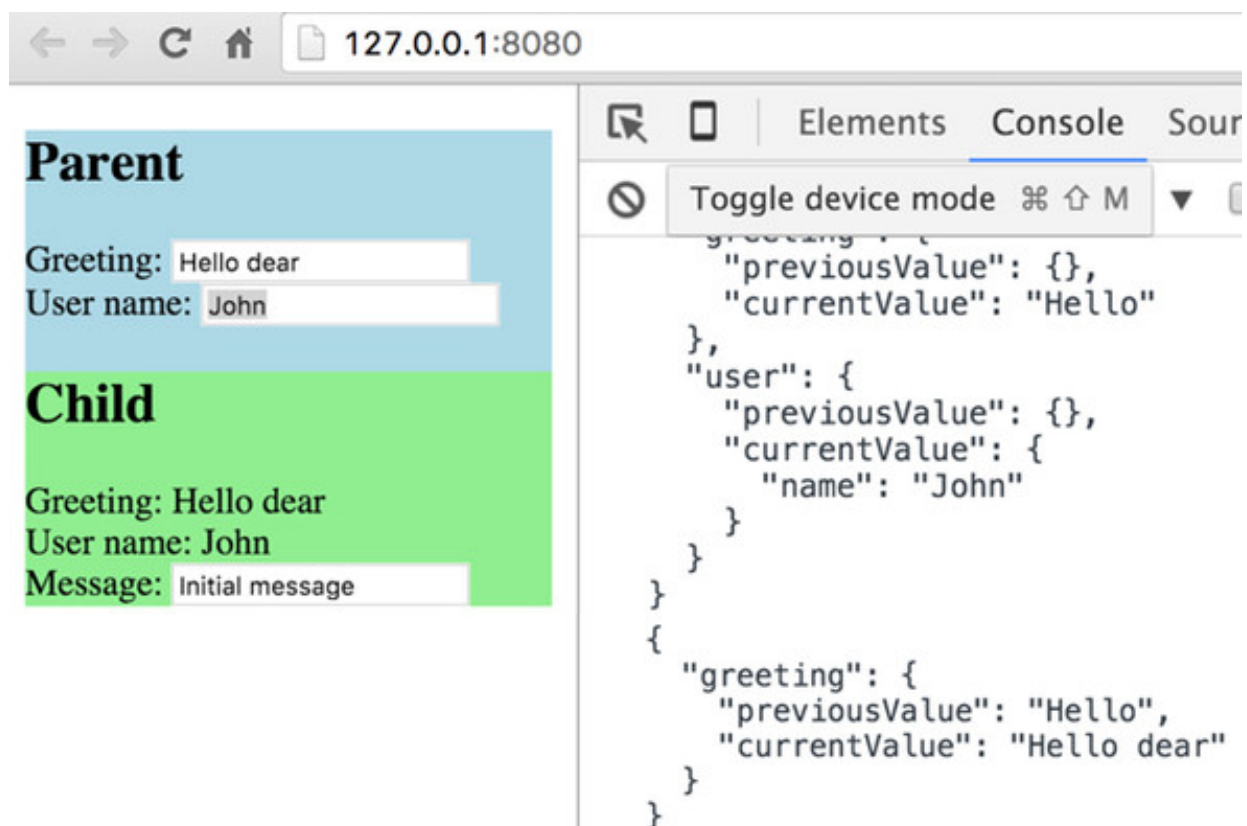 127.0.0.1:8080
Parent
Greeting: Hello dear
User name: John
Child
Greeting: Hello dear
User name: John
Message: Initial message
Elements Console Sour
Toggle device mode ⌘ ⇧ M ▼
"greeting": {
"previousValue": {},
"currentValue": "Hello"
},
"user": {
"previousValue": {},
"currentValue": {
"name": "John"
}
}
}
{
"greeting": {
"previousValue": "Hello",
"currentValue": "Hello dear"
}
}